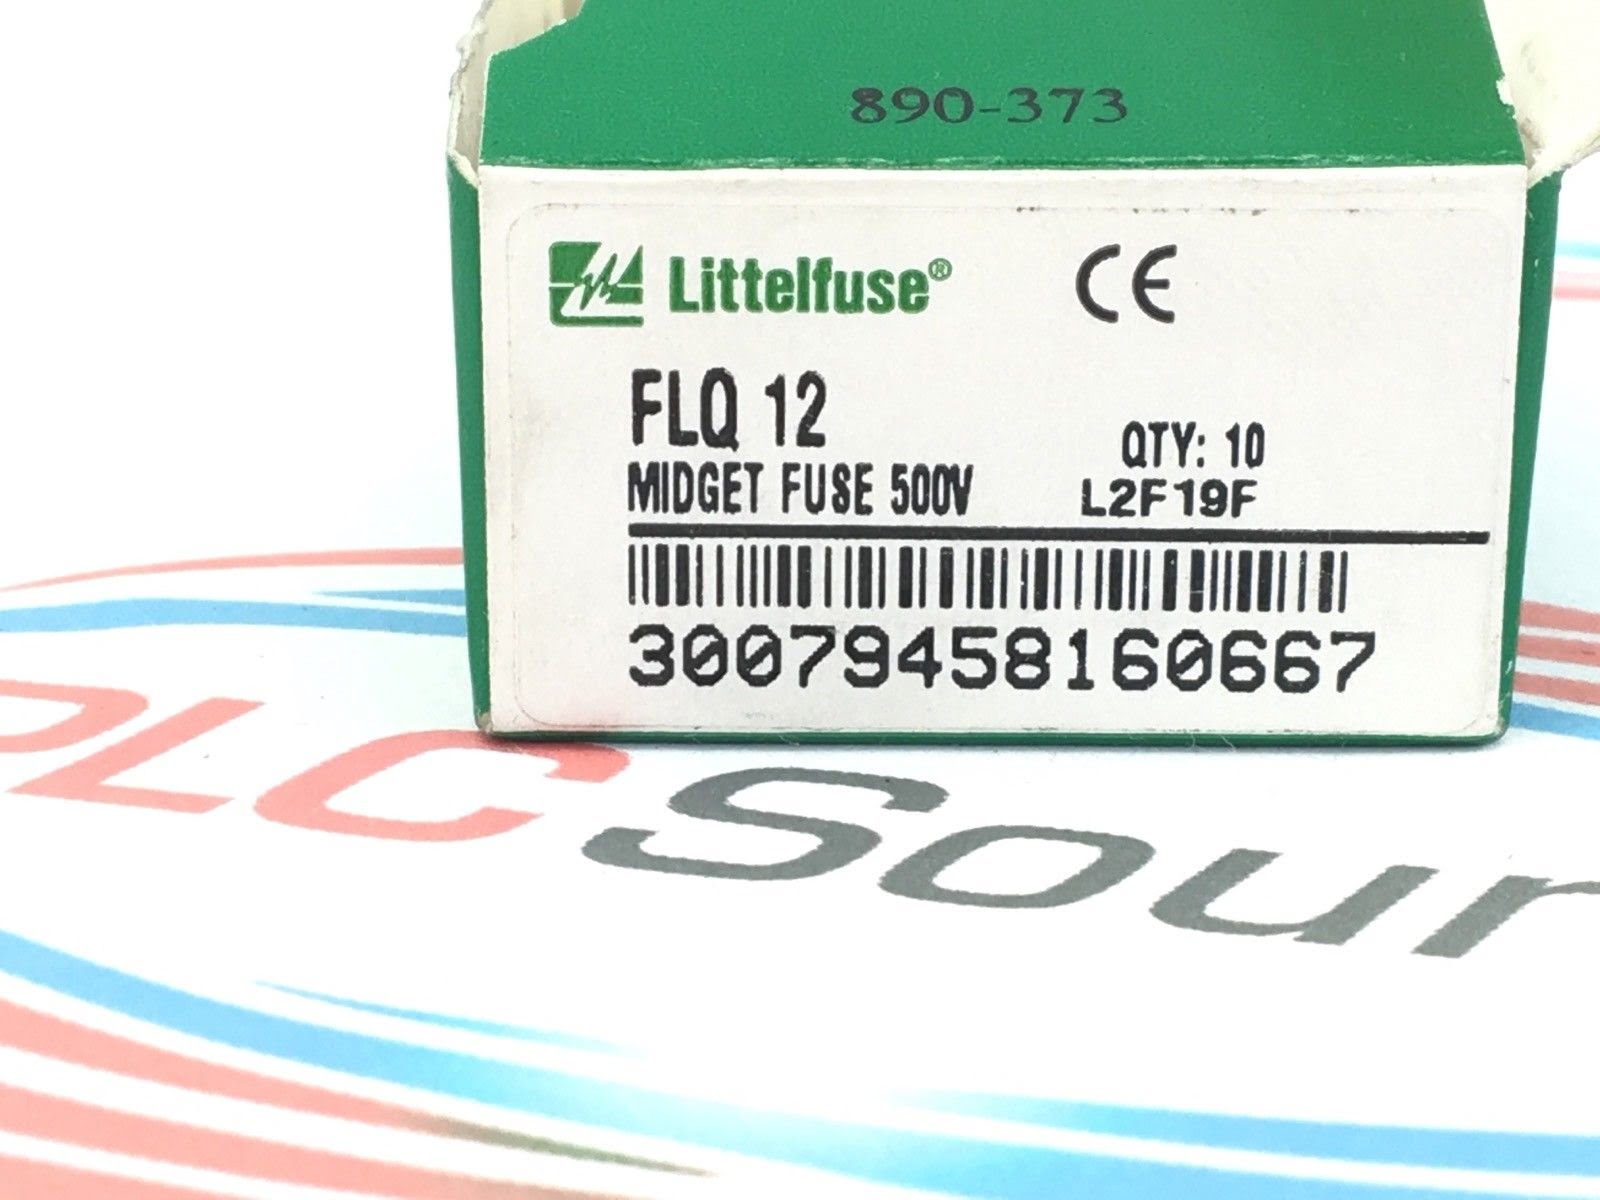 890-373
Littelfuse® CE
FLQ 12
QTY: 10
MIDGET FUSE 500V L2F19F
30079458160667
PLC Sour